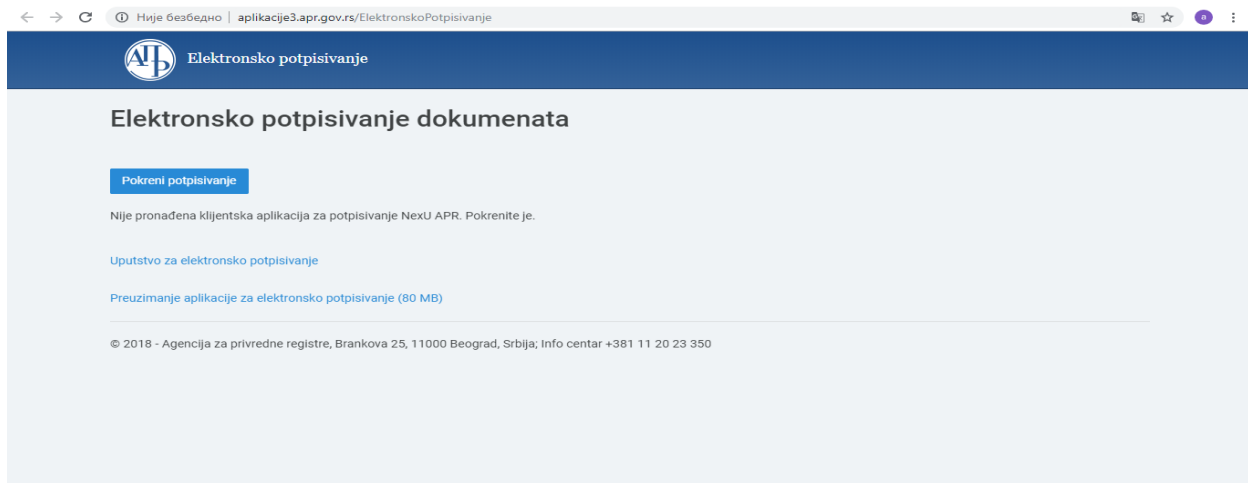 Није безбедно | aplikacije3.apr.gov.rs/ElektronskoPotpisivanje
a
АПР
Elektronsko potpisivanje
Elektronsko potpisivanje dokumenata
Pokreni potpisivanje
Nije pronađena klijentska aplikacija za potpisivanje NexU APR. Pokrenite je.
Uputstvo za elektronsko potpisivanje
Preuzimanje aplikacije za elektronsko potpisivanje (80 MB)
© 2018 - Agencija za privredne registre, Brankova 25, 11000 Beograd, Srbija; Info centar +381 11 20 23 350